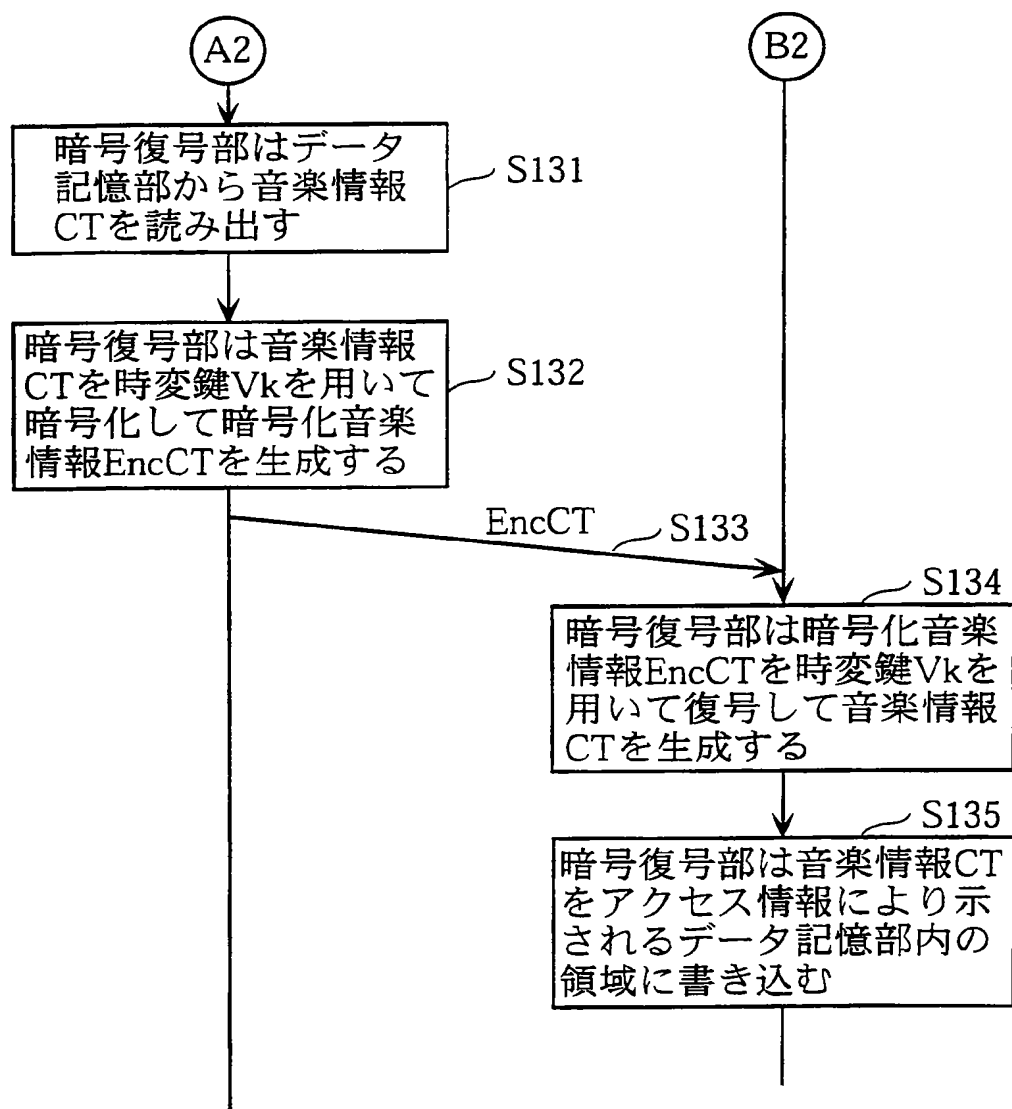 A2
B2
暗号復号部はデータ
記憶部から音楽情報
CTを読み出す
S131
暗号復号部は音楽情報
CTを時変鍵Vkを用いて
暗号化して暗号化音楽
情報EncCTを生成する
S132
EncCT
S133
S134
暗号復号部は暗号化音楽
情報EncCTを時変鍵Vkを
用いて復号して音楽情報
CTを生成する
S135
暗号復号部は音楽情報CT
をアクセス情報により示
されるデータ記憶部内の
領域に書き込む